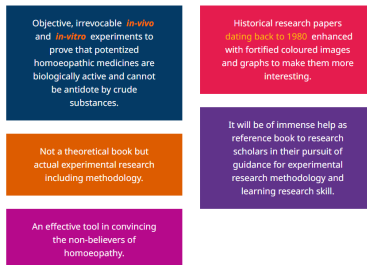 Objective, irrevocable in-vivo
and in-vitro experiments to
prove that potentized
homoeopathic medicines are
biologically active and cannot
be antidote by crude
substances.
Not a theoretical book but
actual experimental research
including methodology.
An effective tool in convincing
the non-believers of
homoeopathy.
Historical research papers
dating back to 1980 enhanced
with fortified coloured images
and graphs to make them more
interesting.
It will be of immense help as
reference book to research
scholars in their pursuit of
guidance for experimental
research methodology and
learning research skill.